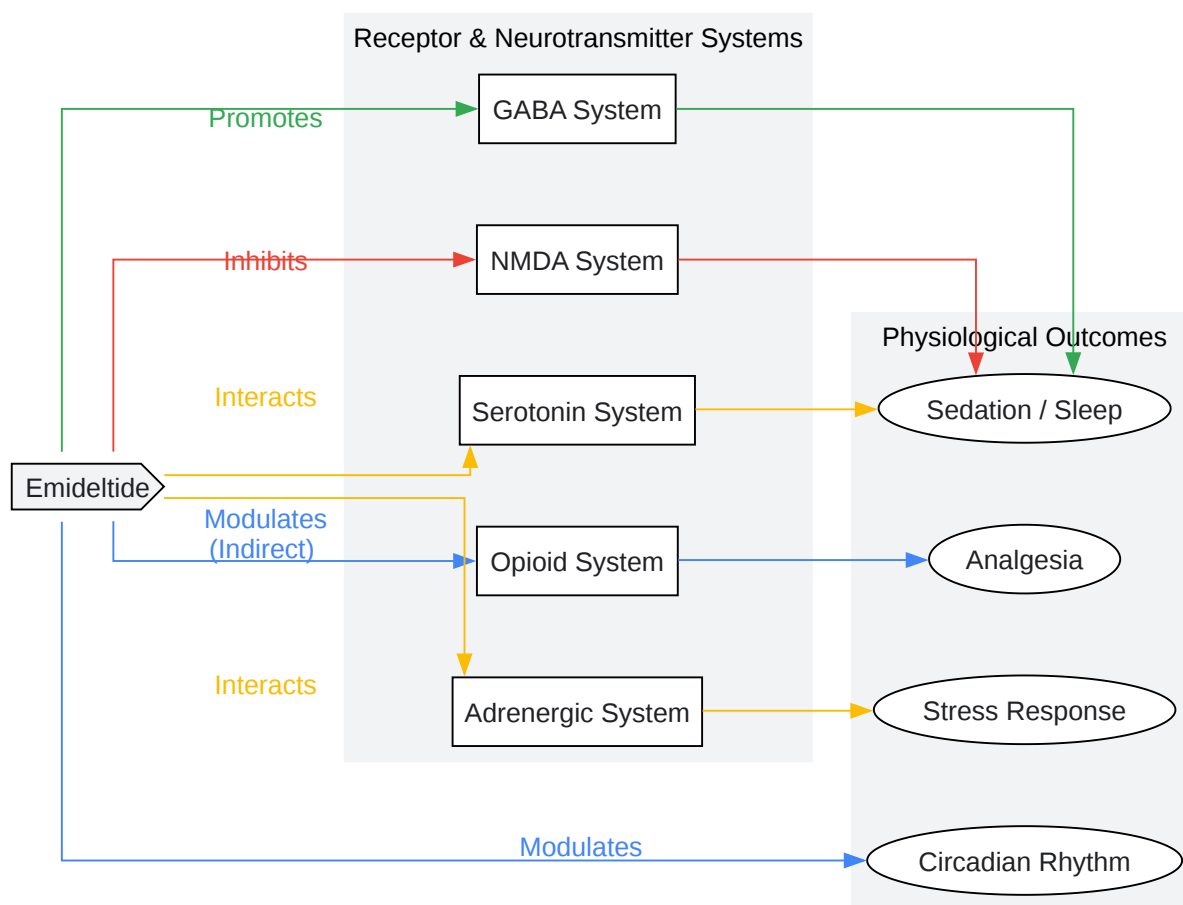 Receptor & Neurotransmitter Systems
GABA System
Promotes
NMDA System
Inhibits
Physiological Outcomes
Interacts
Serotonin System
Sedation / Sleep
Emideltide
Modulates
(Indirect)
Opioid System
Analgesia
Interacts
Adrenergic System
Stress Response
Modulates
Circadian Rhythm